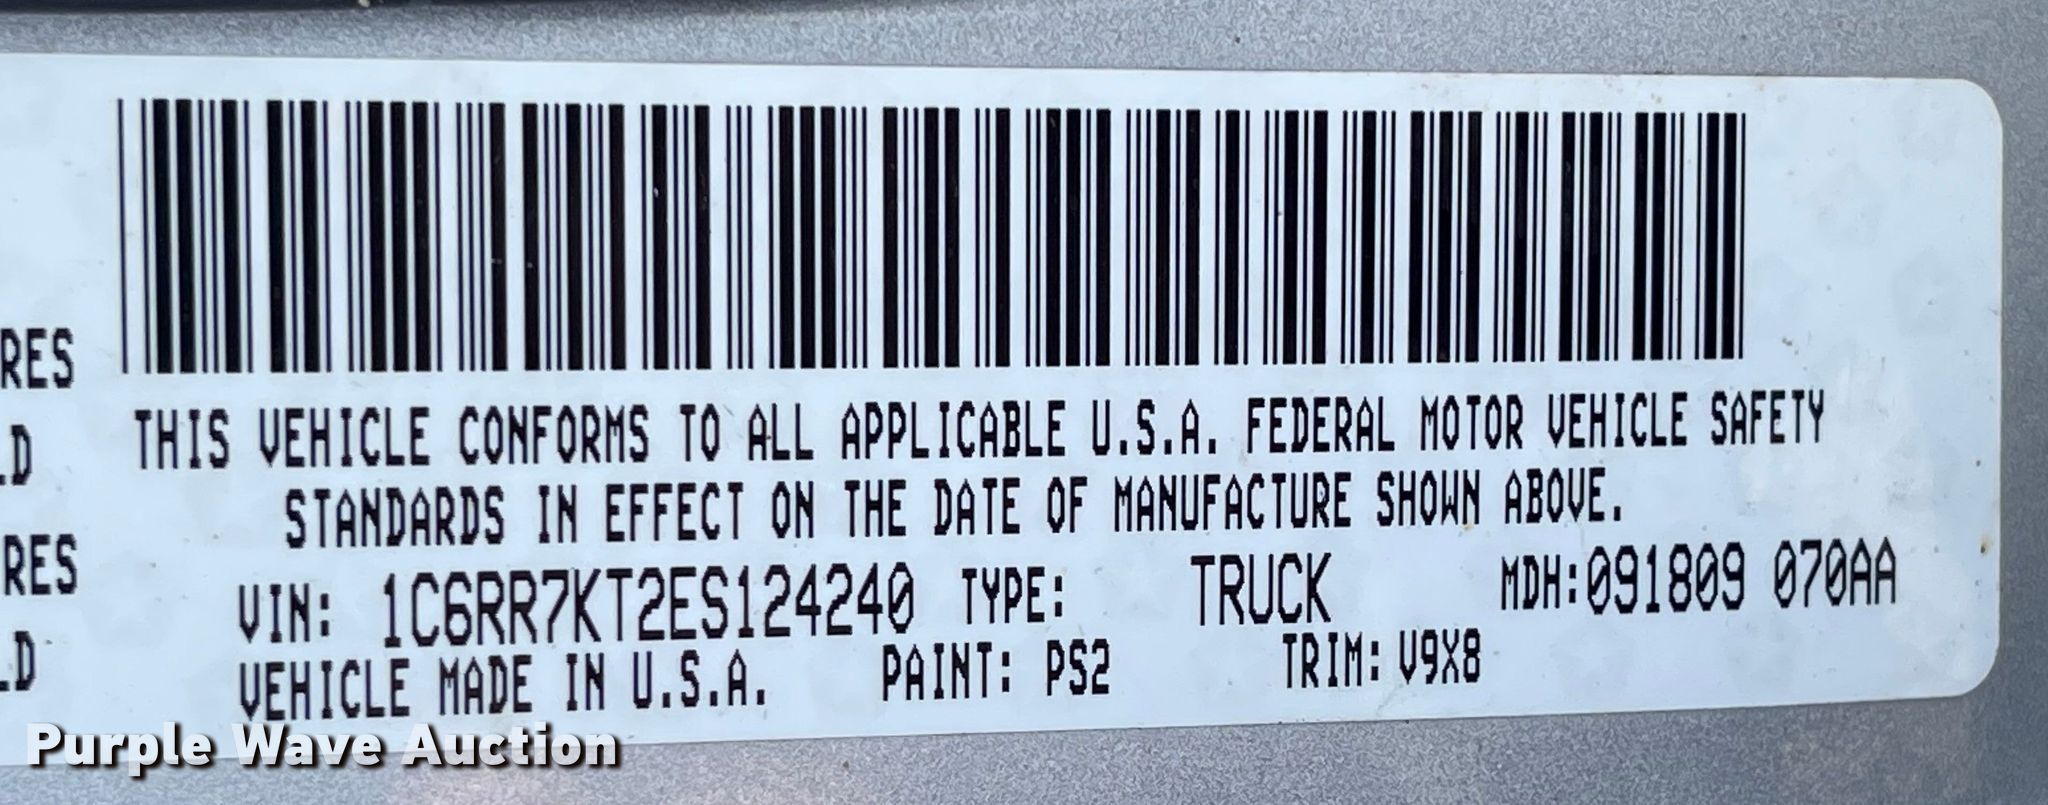 RES
LD
RES
LD
THIS VEHICLE CONFORMS TO ALL APPLICABLE U.S.A. FEDERAL MOTOR VEHICLE SAFETY
STANDARDS IN EFFECT ON THE DATE OF MANUFACTURE SHOWN ABOVE.
VIN: 1C6RR7KT2ES124240 TYPE: TRUCK MDH:091809 070AA
VEHICLE MADE IN U.S.A. PAINT: PS2 TRIM: V9X8
Purple Wave Auction